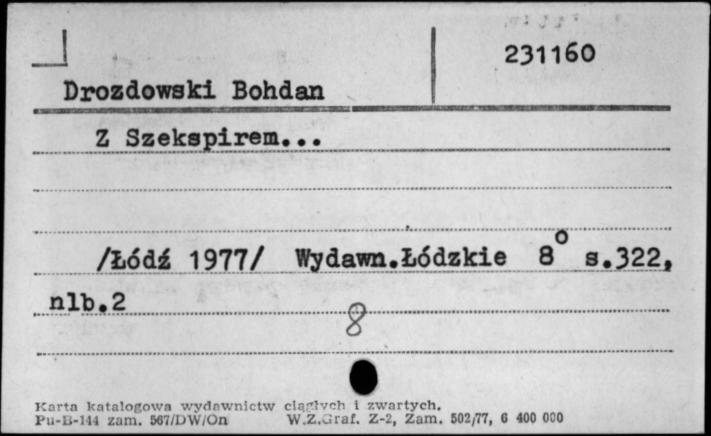 231160
Drozdowski Bohdan
Z Szekspirem...
/Łódź 1977/ Wydawn.Łódzkie 8° s.322,
nlb.2
8
Karta katalogowa wydawnictw ciągłych i zwartych.
Pu-B-144 zam. 567/DW/On W.Z.Graf. Z-2, Zam. 502/77, 6 400 000